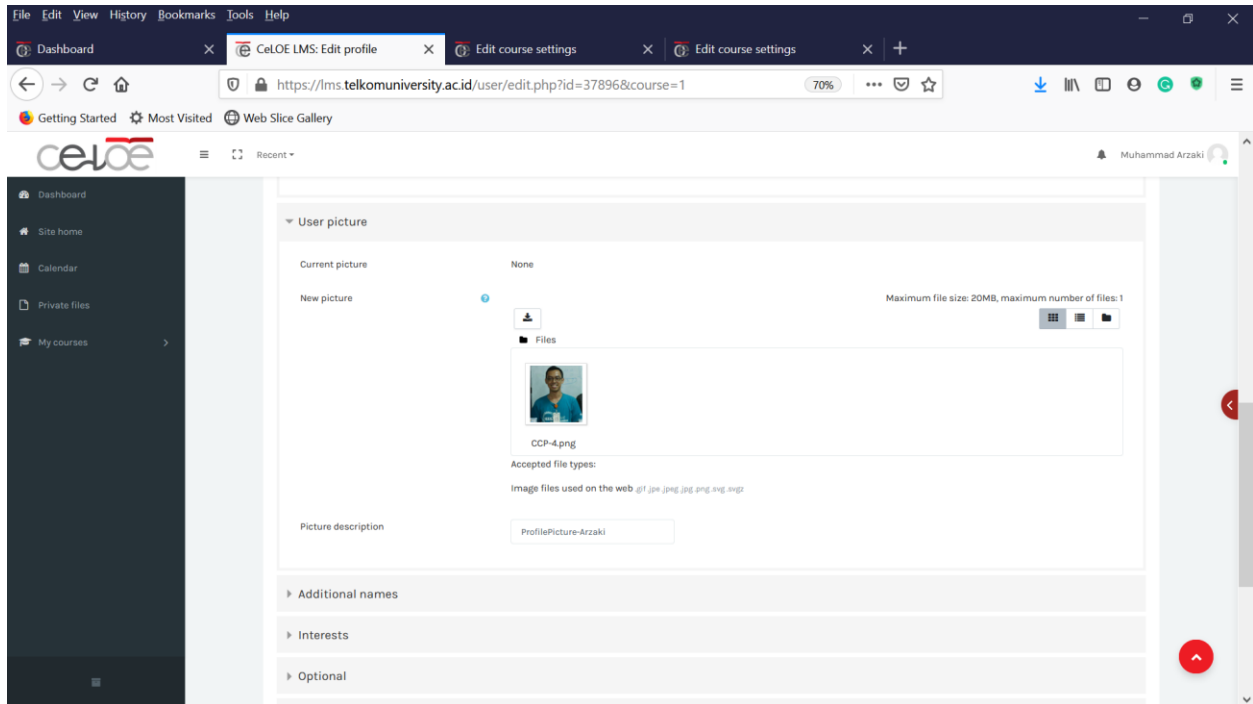 File Edit View History Bookmarks Tools Help
Dashboard CeLOE LMS: Edit profile Edit course settings Edit course settings
https://lms.telkomuniversity.ac.id/user/edit.php?id=37896&course=1 70%
Getting Started Most Visited Web Slice Gallery
celoe Recent Muhammad Arzaki
Dashboard
Site home
Calendar
Private files
My courses
User picture
Current picture None
New picture Maximum file size: 20MB, maximum number of files: 1
Files
CCP-4.png
Accepted file types:
Image files used on the web .gif .jpe .jpeg .jpg .png .svg .svgz
Picture description ProfilePicture-Arzaki
Additional names
Interests
Optional